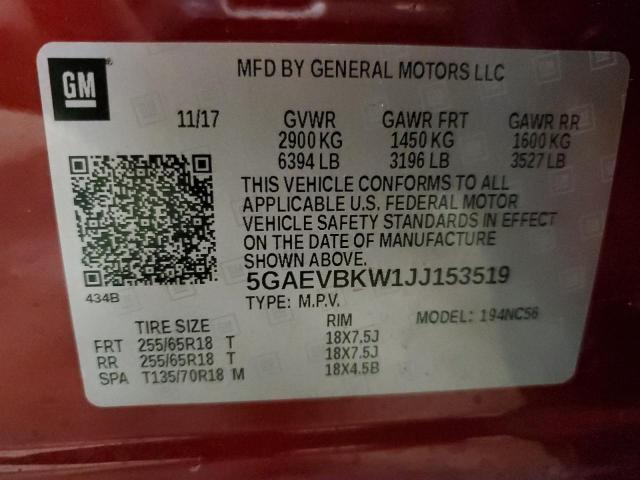 GM
MFD BY GENERAL MOTORS LLC
11/17 GVWR GAWR FRT GAWR RR
2900 KG 1450 KG 1600 KG
6394 LB 3196 LB 3527 LB
THIS VEHICLE CONFORMS TO ALL
APPLICABLE U.S. FEDERAL MOTOR
VEHICLE SAFETY STANDARDS IN EFFECT
ON THE DATE OF MANUFACTURE
SHOWN ABOVE.
434B 5GAEVBKW1JJ153519
TYPE: M.P.V.
TIRE SIZE RIM MODEL: 194NC56
FRT 255/65R18 T 18X7.5J
RR 255/65R18 T 18X7.5J
SPA T135/70R18 M 18X4.5B